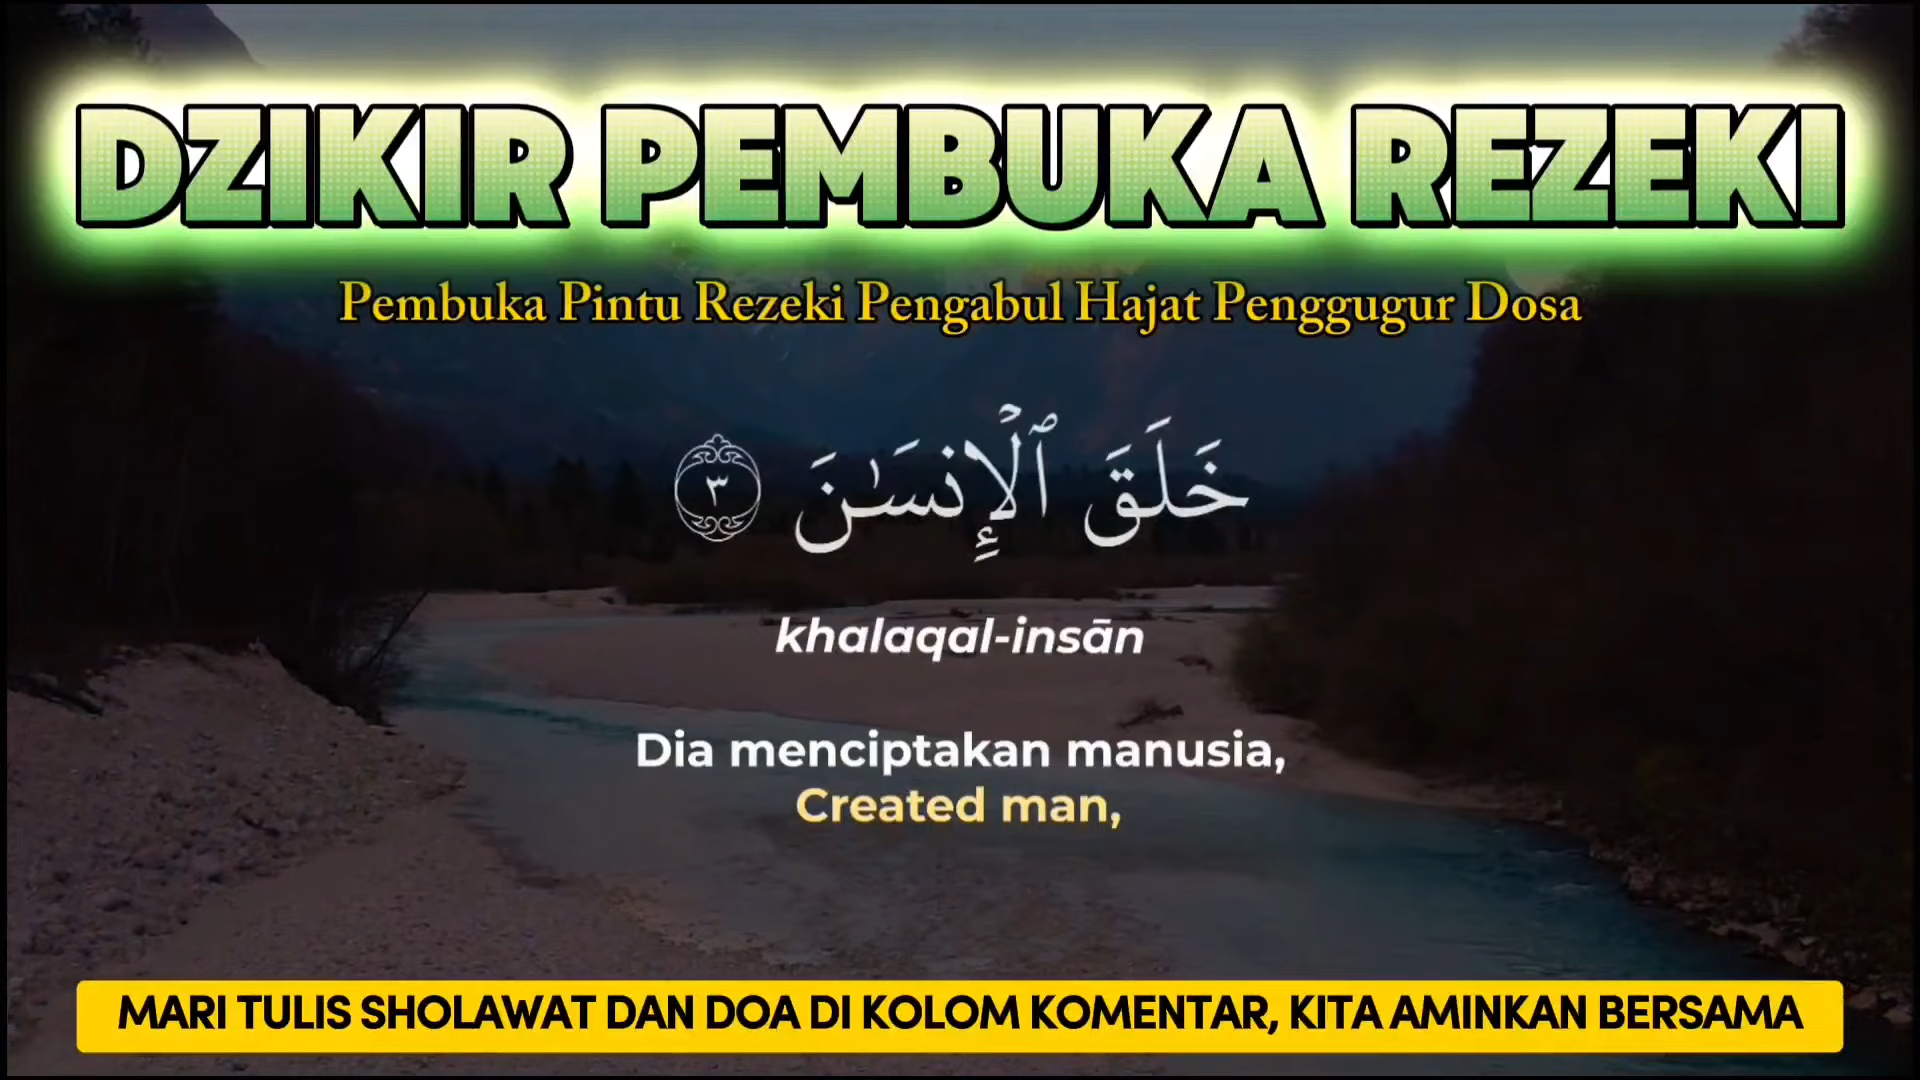 DZIKIR PEMBUKA REZEKI
Pembuka Pintu Rezeki Pengabul Hajat Penggugur Dosa
خَلَقَ ٱلْإِنسَـٰنَ ٣
khalaqal-insān
Dia menciptakan manusia,
Created man,
MARI TULIS SHOLAWAT DAN DOA DI KOLOM KOMENTAR, KITA AMINKAN BERSAMA